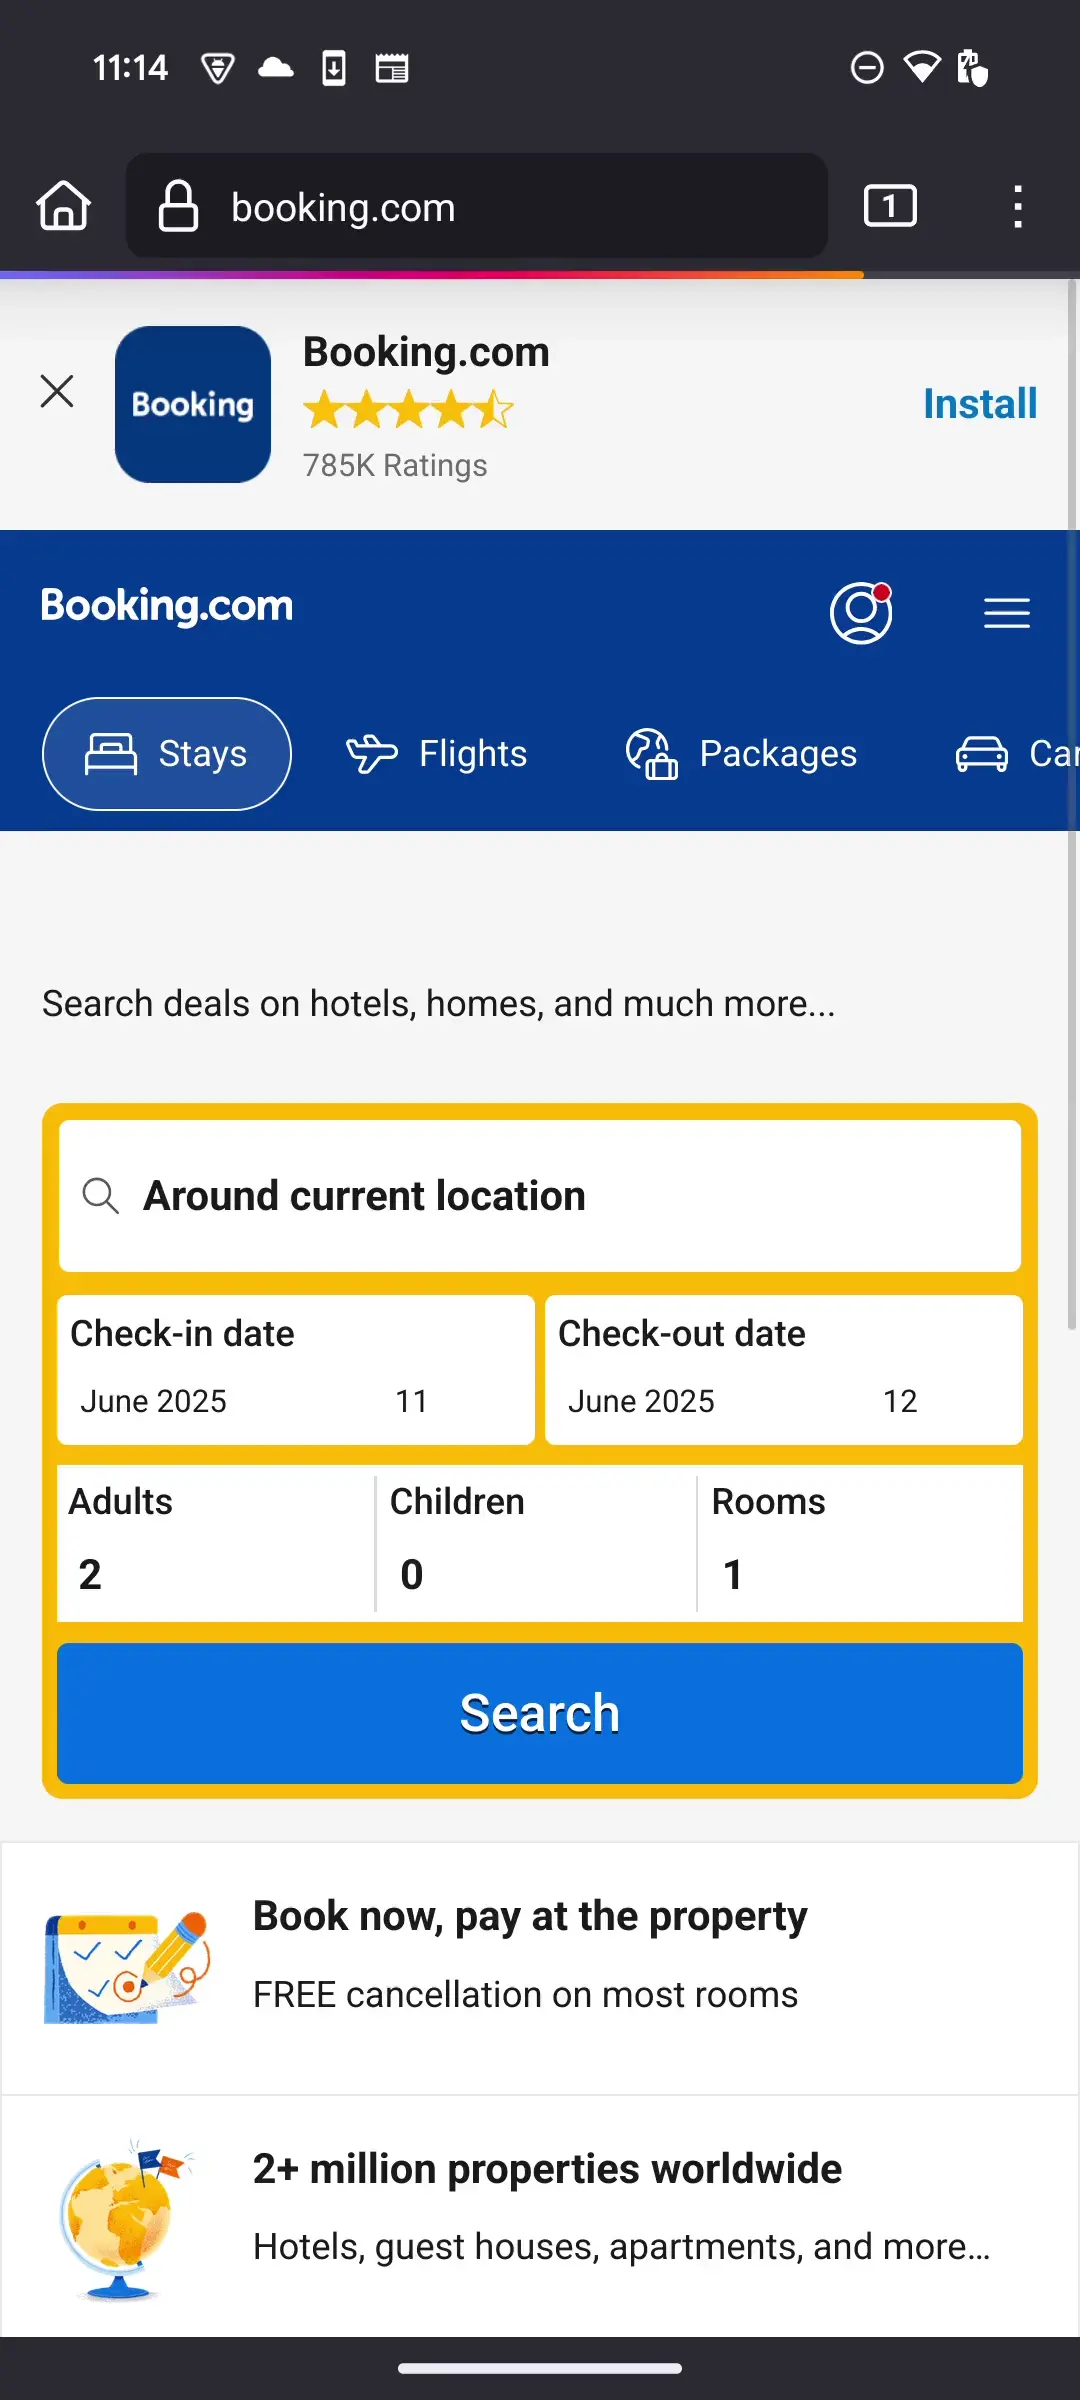 11:14
booking.com
1
Booking
Booking.com
785K Ratings
Install
Booking.com
Stays
Flights
Packages
Car
Search deals on hotels, homes, and much more...
Around current location
Check-in date
June 2025 11
Check-out date
June 2025 12
Adults
2
Children
0
Rooms
1
Search
Book now, pay at the property
FREE cancellation on most rooms
2+ million properties worldwide
Hotels, guest houses, apartments, and more...